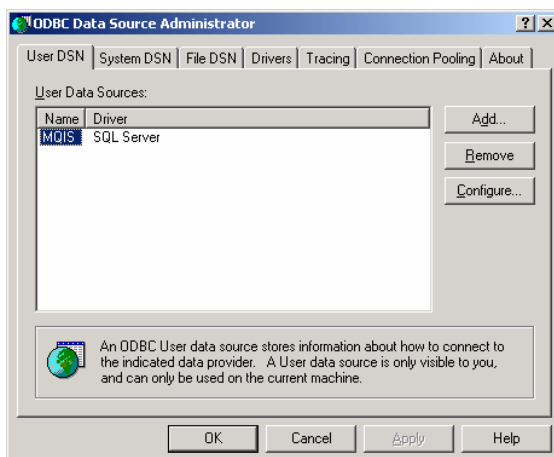 ODBC Data Source Administrator
User DSN System DSN File DSN Drivers Tracing Connection Pooling About
User Data Sources:
Name Driver
MQIS SQL Server
Add...
Remove
Configure...
An ODBC User data source stores information about how to connect to
the indicated data provider. A User data source is only visible to you,
and can only be used on the current machine.
OK Cancel Apply Help